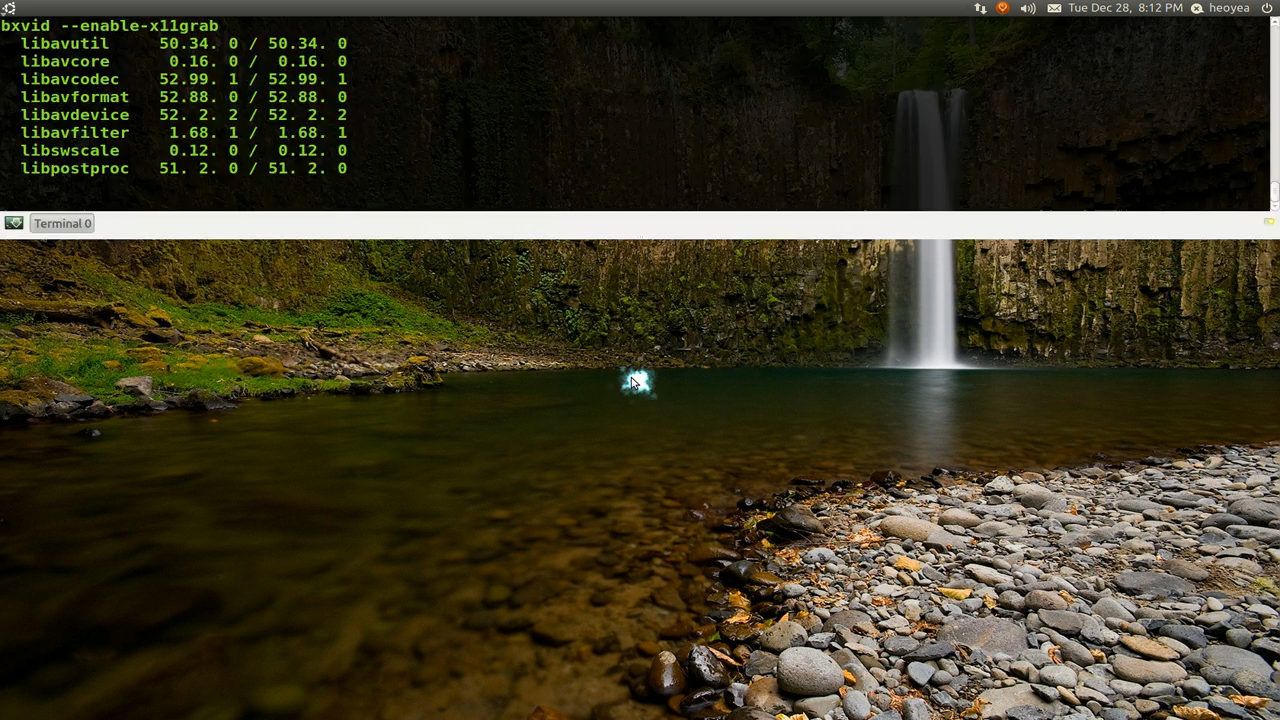 Tue Dec 28, 8:12 PM heoyea
bxvid --enable-x11grab
libavutil 50.34. 0 / 50.34. 0
libavcore 0.16. 0 / 0.16. 0
libavcodec 52.99. 1 / 52.99. 1
libavformat 52.88. 0 / 52.88. 0
libavdevice 52. 2. 2 / 52. 2. 2
libavfilter 1.68. 1 / 1.68. 1
libswscale 0.12. 0 / 0.12. 0
libpostproc 51. 2. 0 / 51. 2. 0
Terminal 0